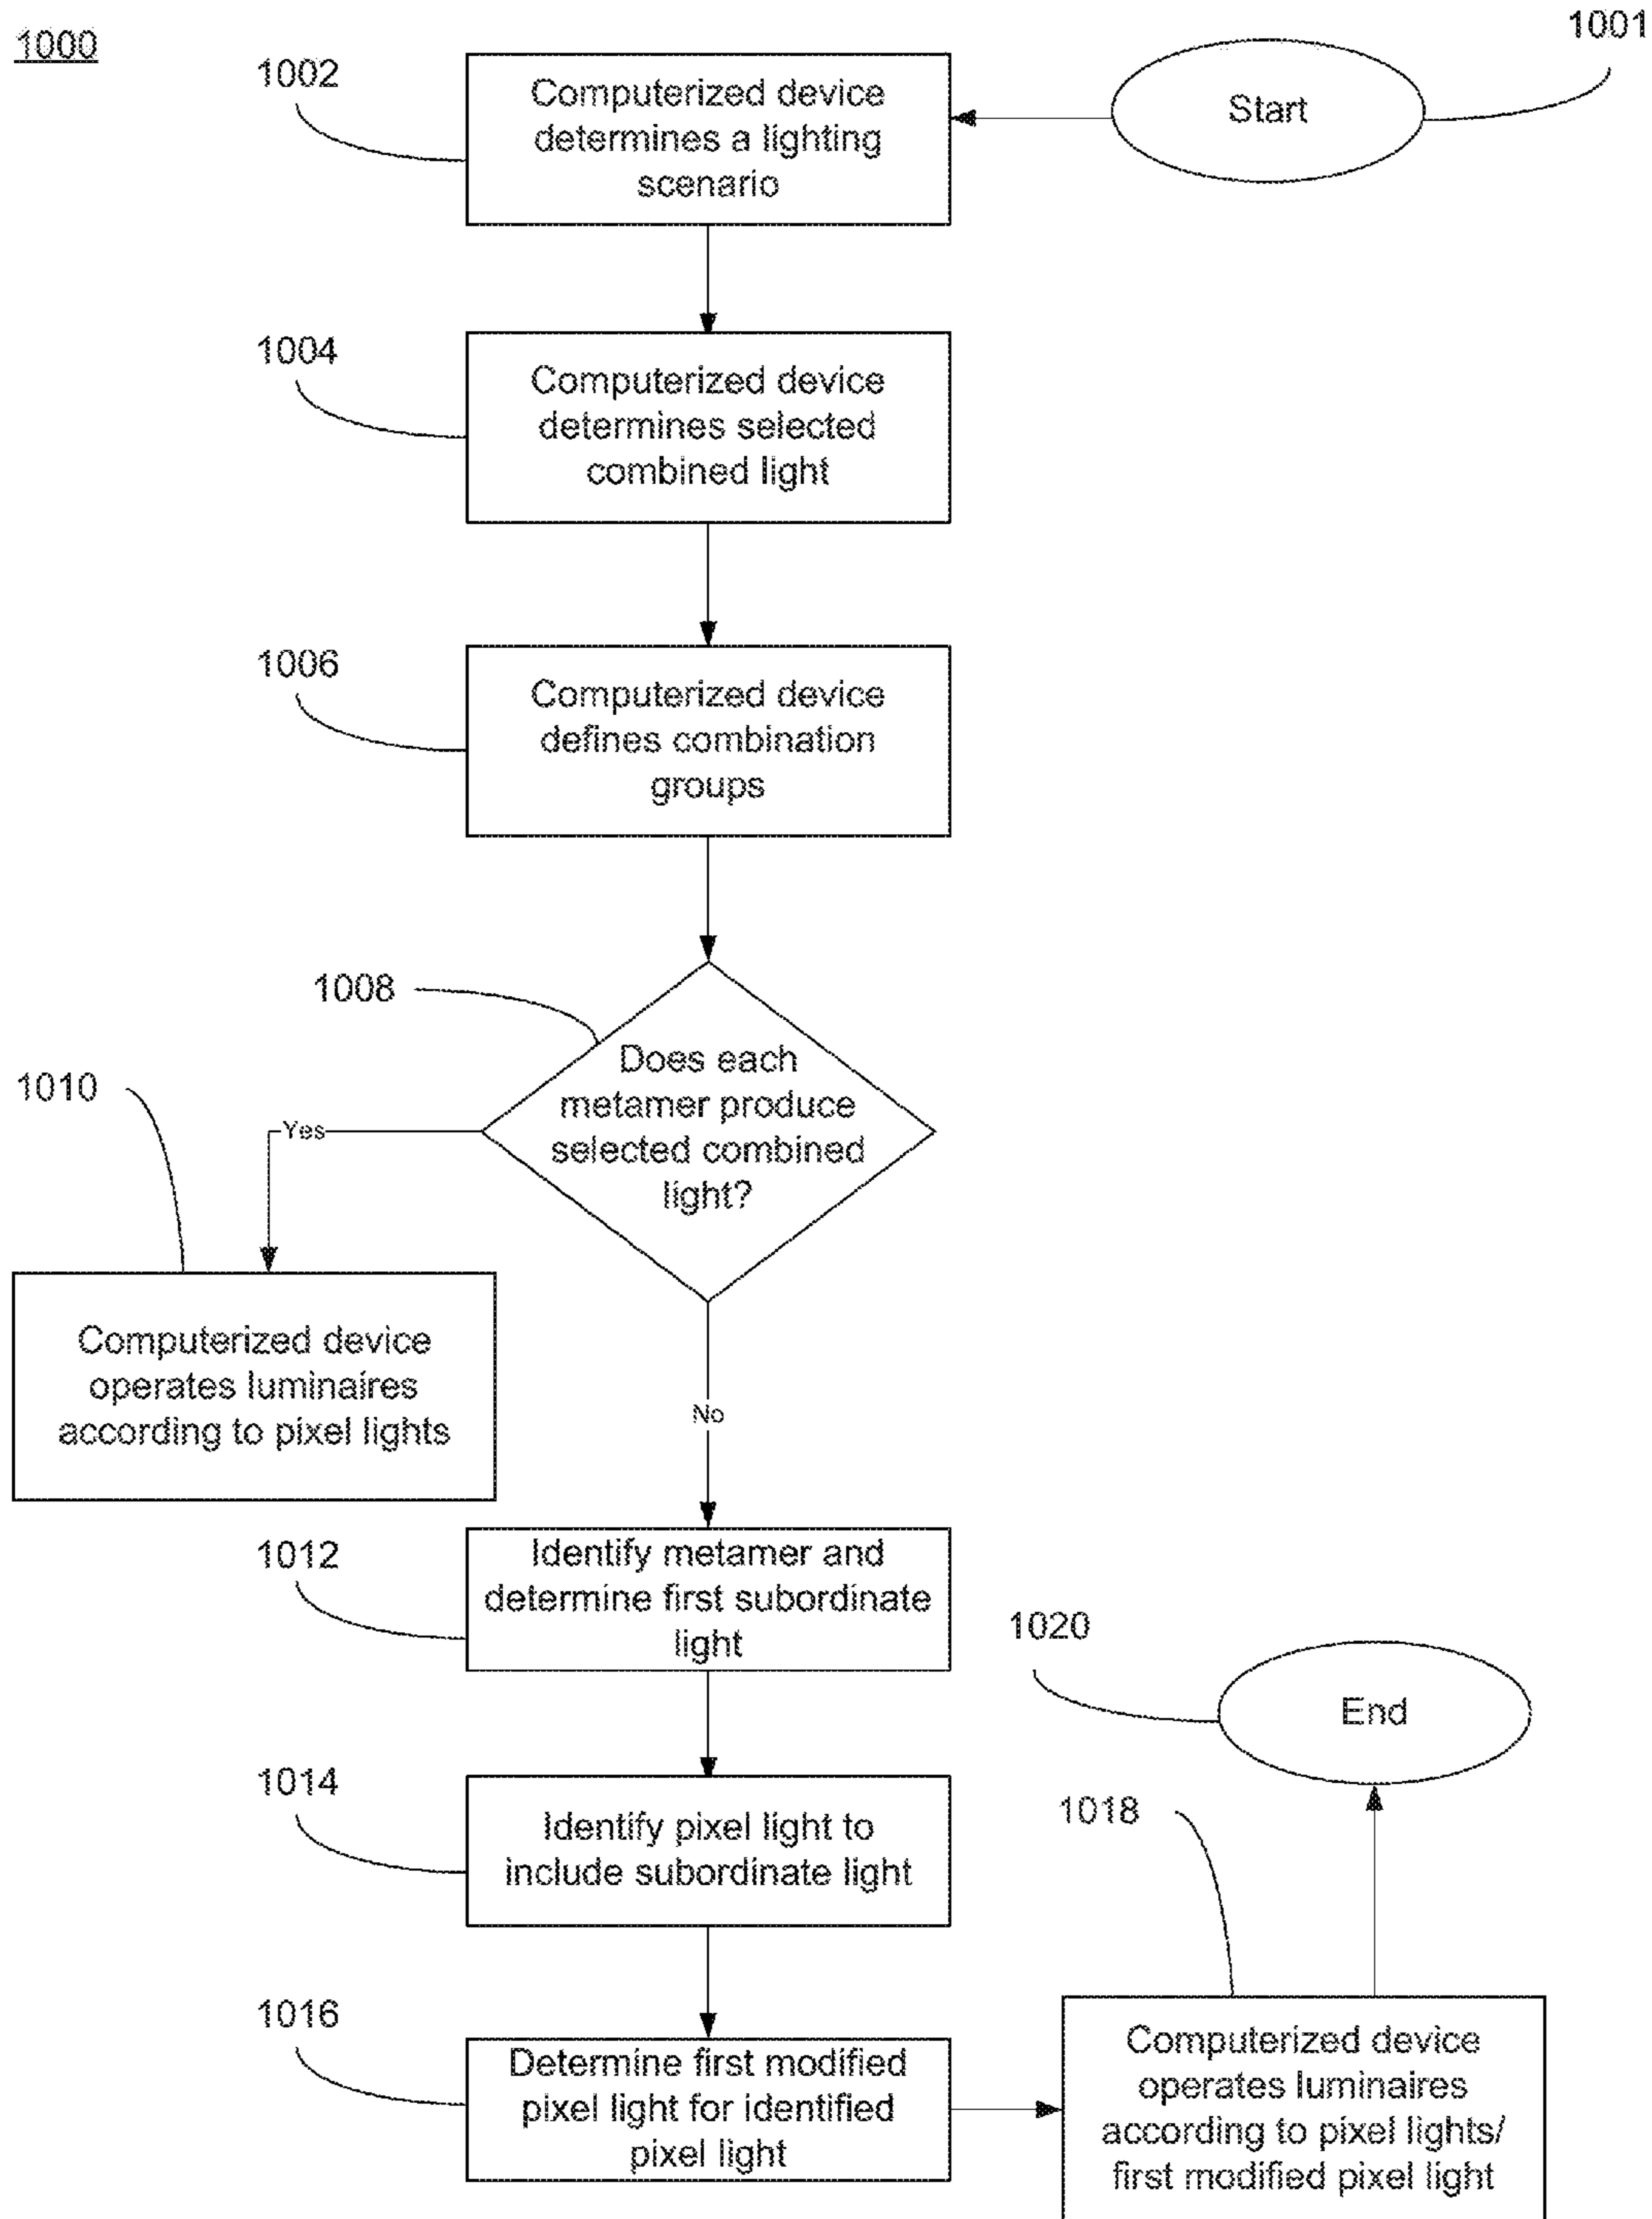 1000
1001
Start
1002
Computerized device
determines a lighting
scenario
1004
Computerized device
determines selected
combined light
1006
Computerized device
defines combination
groups
1008
Does each
metamer produce
selected combined
light?
Yes
1010
Computerized device
operates luminaires
according to pixel lights
No
1012
Identify metamer and
determine first subordinate
light
1014
Identify pixel light to
include subordinate light
1016
Determine first modified
pixel light for identified
pixel light
1018
Computerized device
operates luminaires
according to pixel lights/
first modified pixel light
1020
End